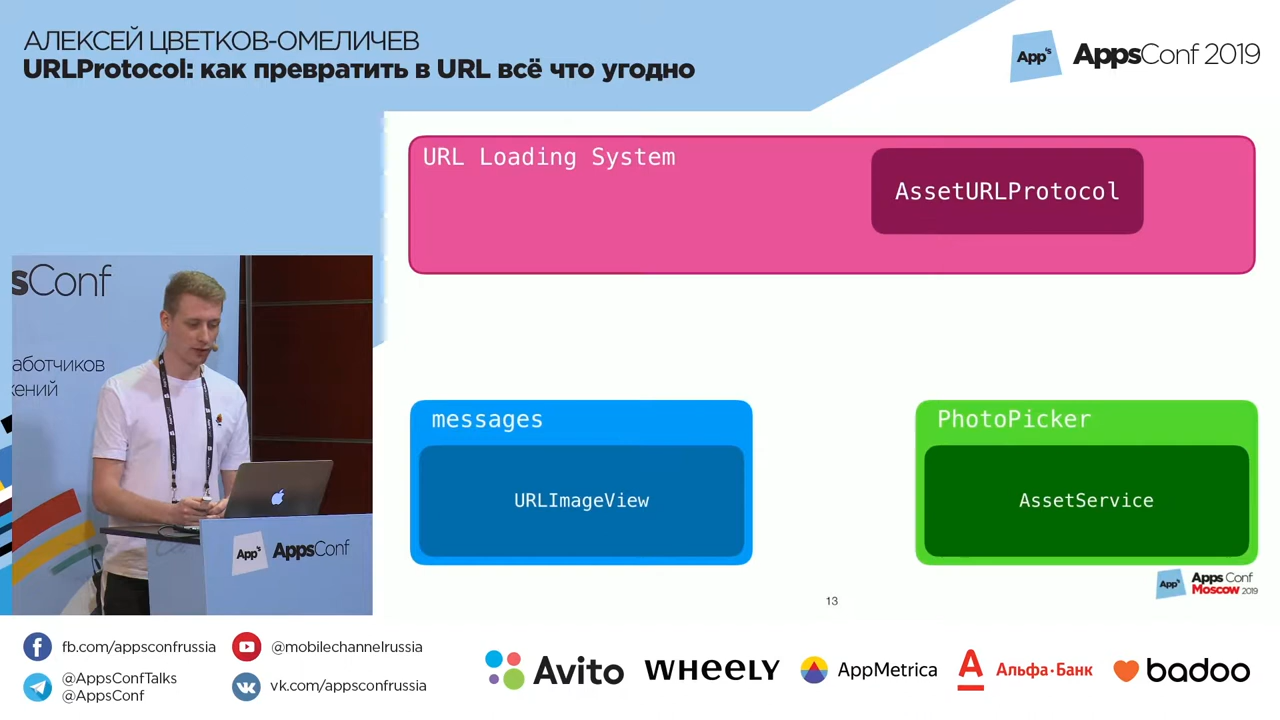 АЛЕКСЕЙ ЦВЕТКОВ-ОМЕЛИЧЕВ
URLProtocol: как превратить в URL всё что угодно
App's
AppsConf 2019
URL Loading System
AssetURLProtocol
sConf
messages
URLImageView
PhotoPicker
AssetService
App's
AppsConf
App's
Apps Conf
Moscow 2019
13
fb.com/appsconfrussia
@mobilechannelrussia
@AppsConfTalks
@AppsConf
vk.com/appsconfrussia
Avito
WHEELY
AppMetrica
Альфа·Банк
badoo